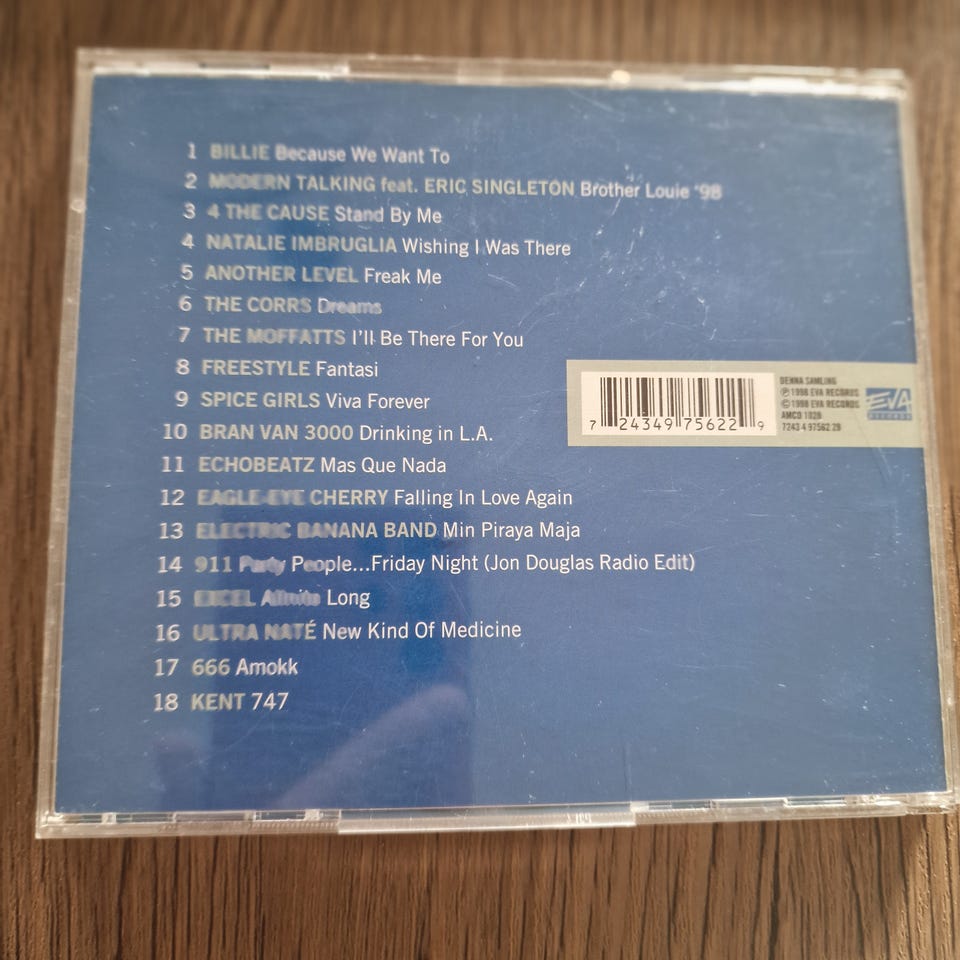 1 BILLIE Because We Want To
2 MODERN TALKING feat. ERIC SINGLETON Brother Louie '98
3 4 THE CAUSE Stand By Me
4 NATALIE IMBRUGLIA Wishing I Was There
5 ANOTHER LEVEL Freak Me
6 THE CORRS Dreams
7 THE MOFFATTS I'll Be There For You
8 FREESTYLE Fantasi
9 SPICE GIRLS Viva Forever
10 BRAN VAN 3000 Drinking in L.A.
11 ECHOBEATZ Mas Que Nada
12 EAGLE-EYE CHERRY Falling In Love Again
13 ELECTRIC BANANA BAND Min Piraya Maja
14 911 Party People...Friday Night (Jon Douglas Radio Edit)
15 Long
16 ULTRA NATÉ New Kind Of Medicine
17 666 Amokk
18 KENT 747
7 24349 75622 9
DENNA SAMLING
℗ 1998 EVA RECORDS
© 1998 EVA RECORDS
AMCD 1028
7243 4 97562 29
EVA
RECORDS